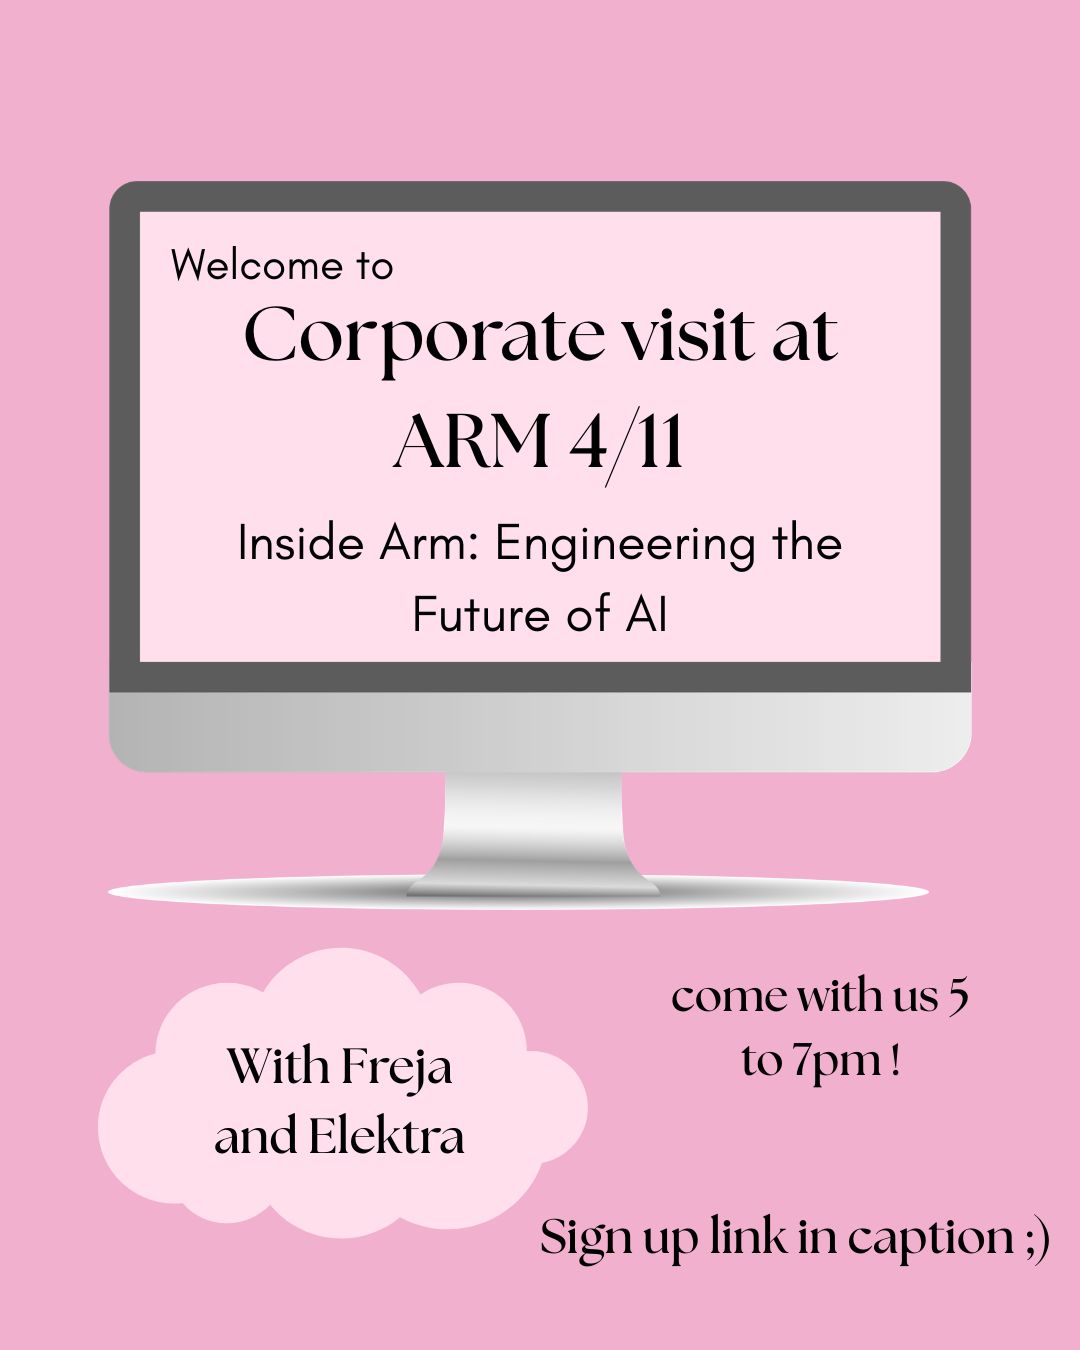 Welcome to
Corporate visit at
ARM 4/11
Inside Arm: Engineering the
Future of AI
With Freja
and Elektra
come with us 5
to 7pm !
Sign up link in caption ;)